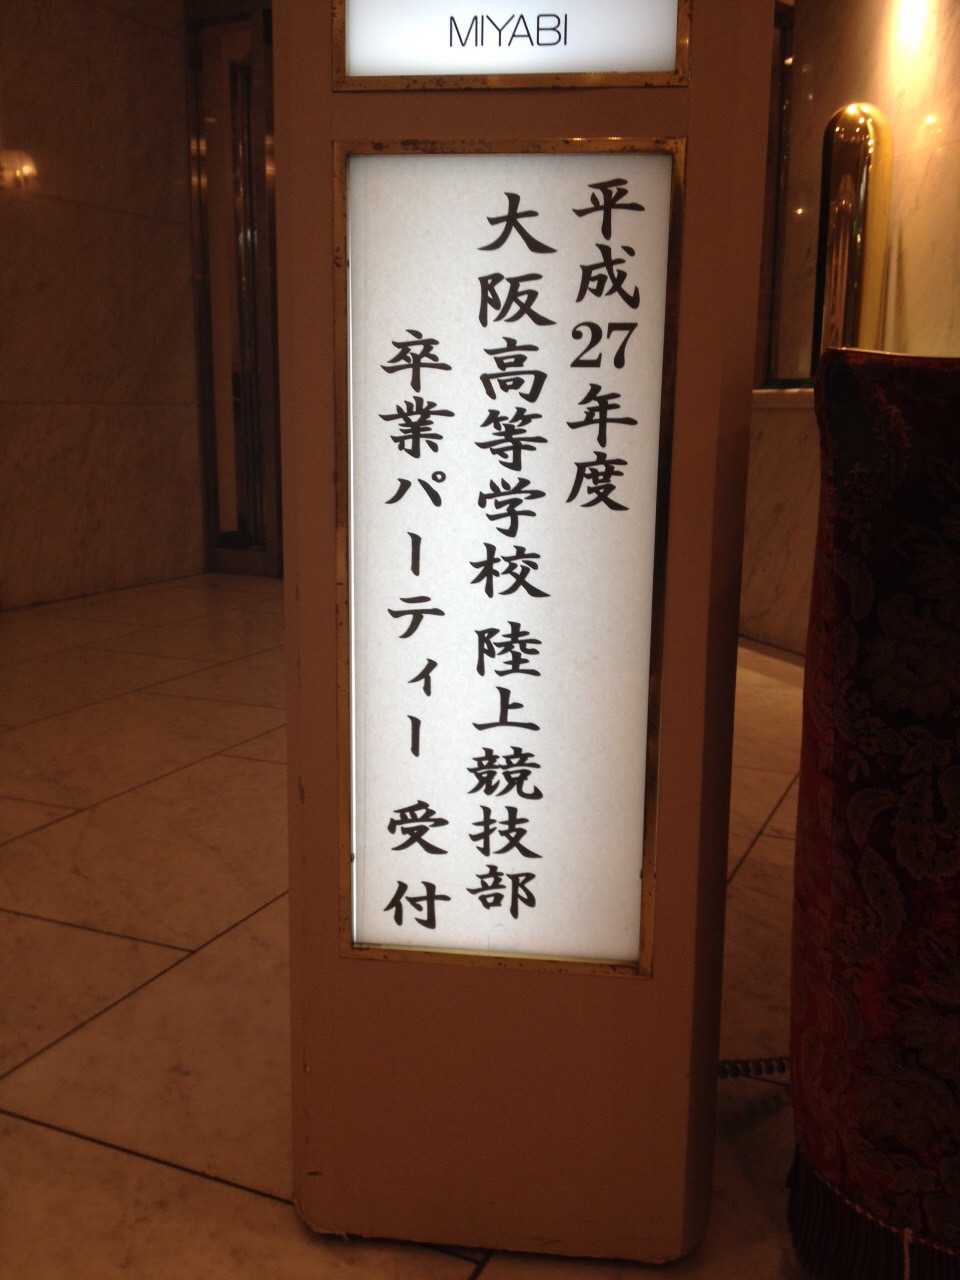 MIYABI
平成27年度
大阪高等学校 陸上競技部
卒業パーティー 受付